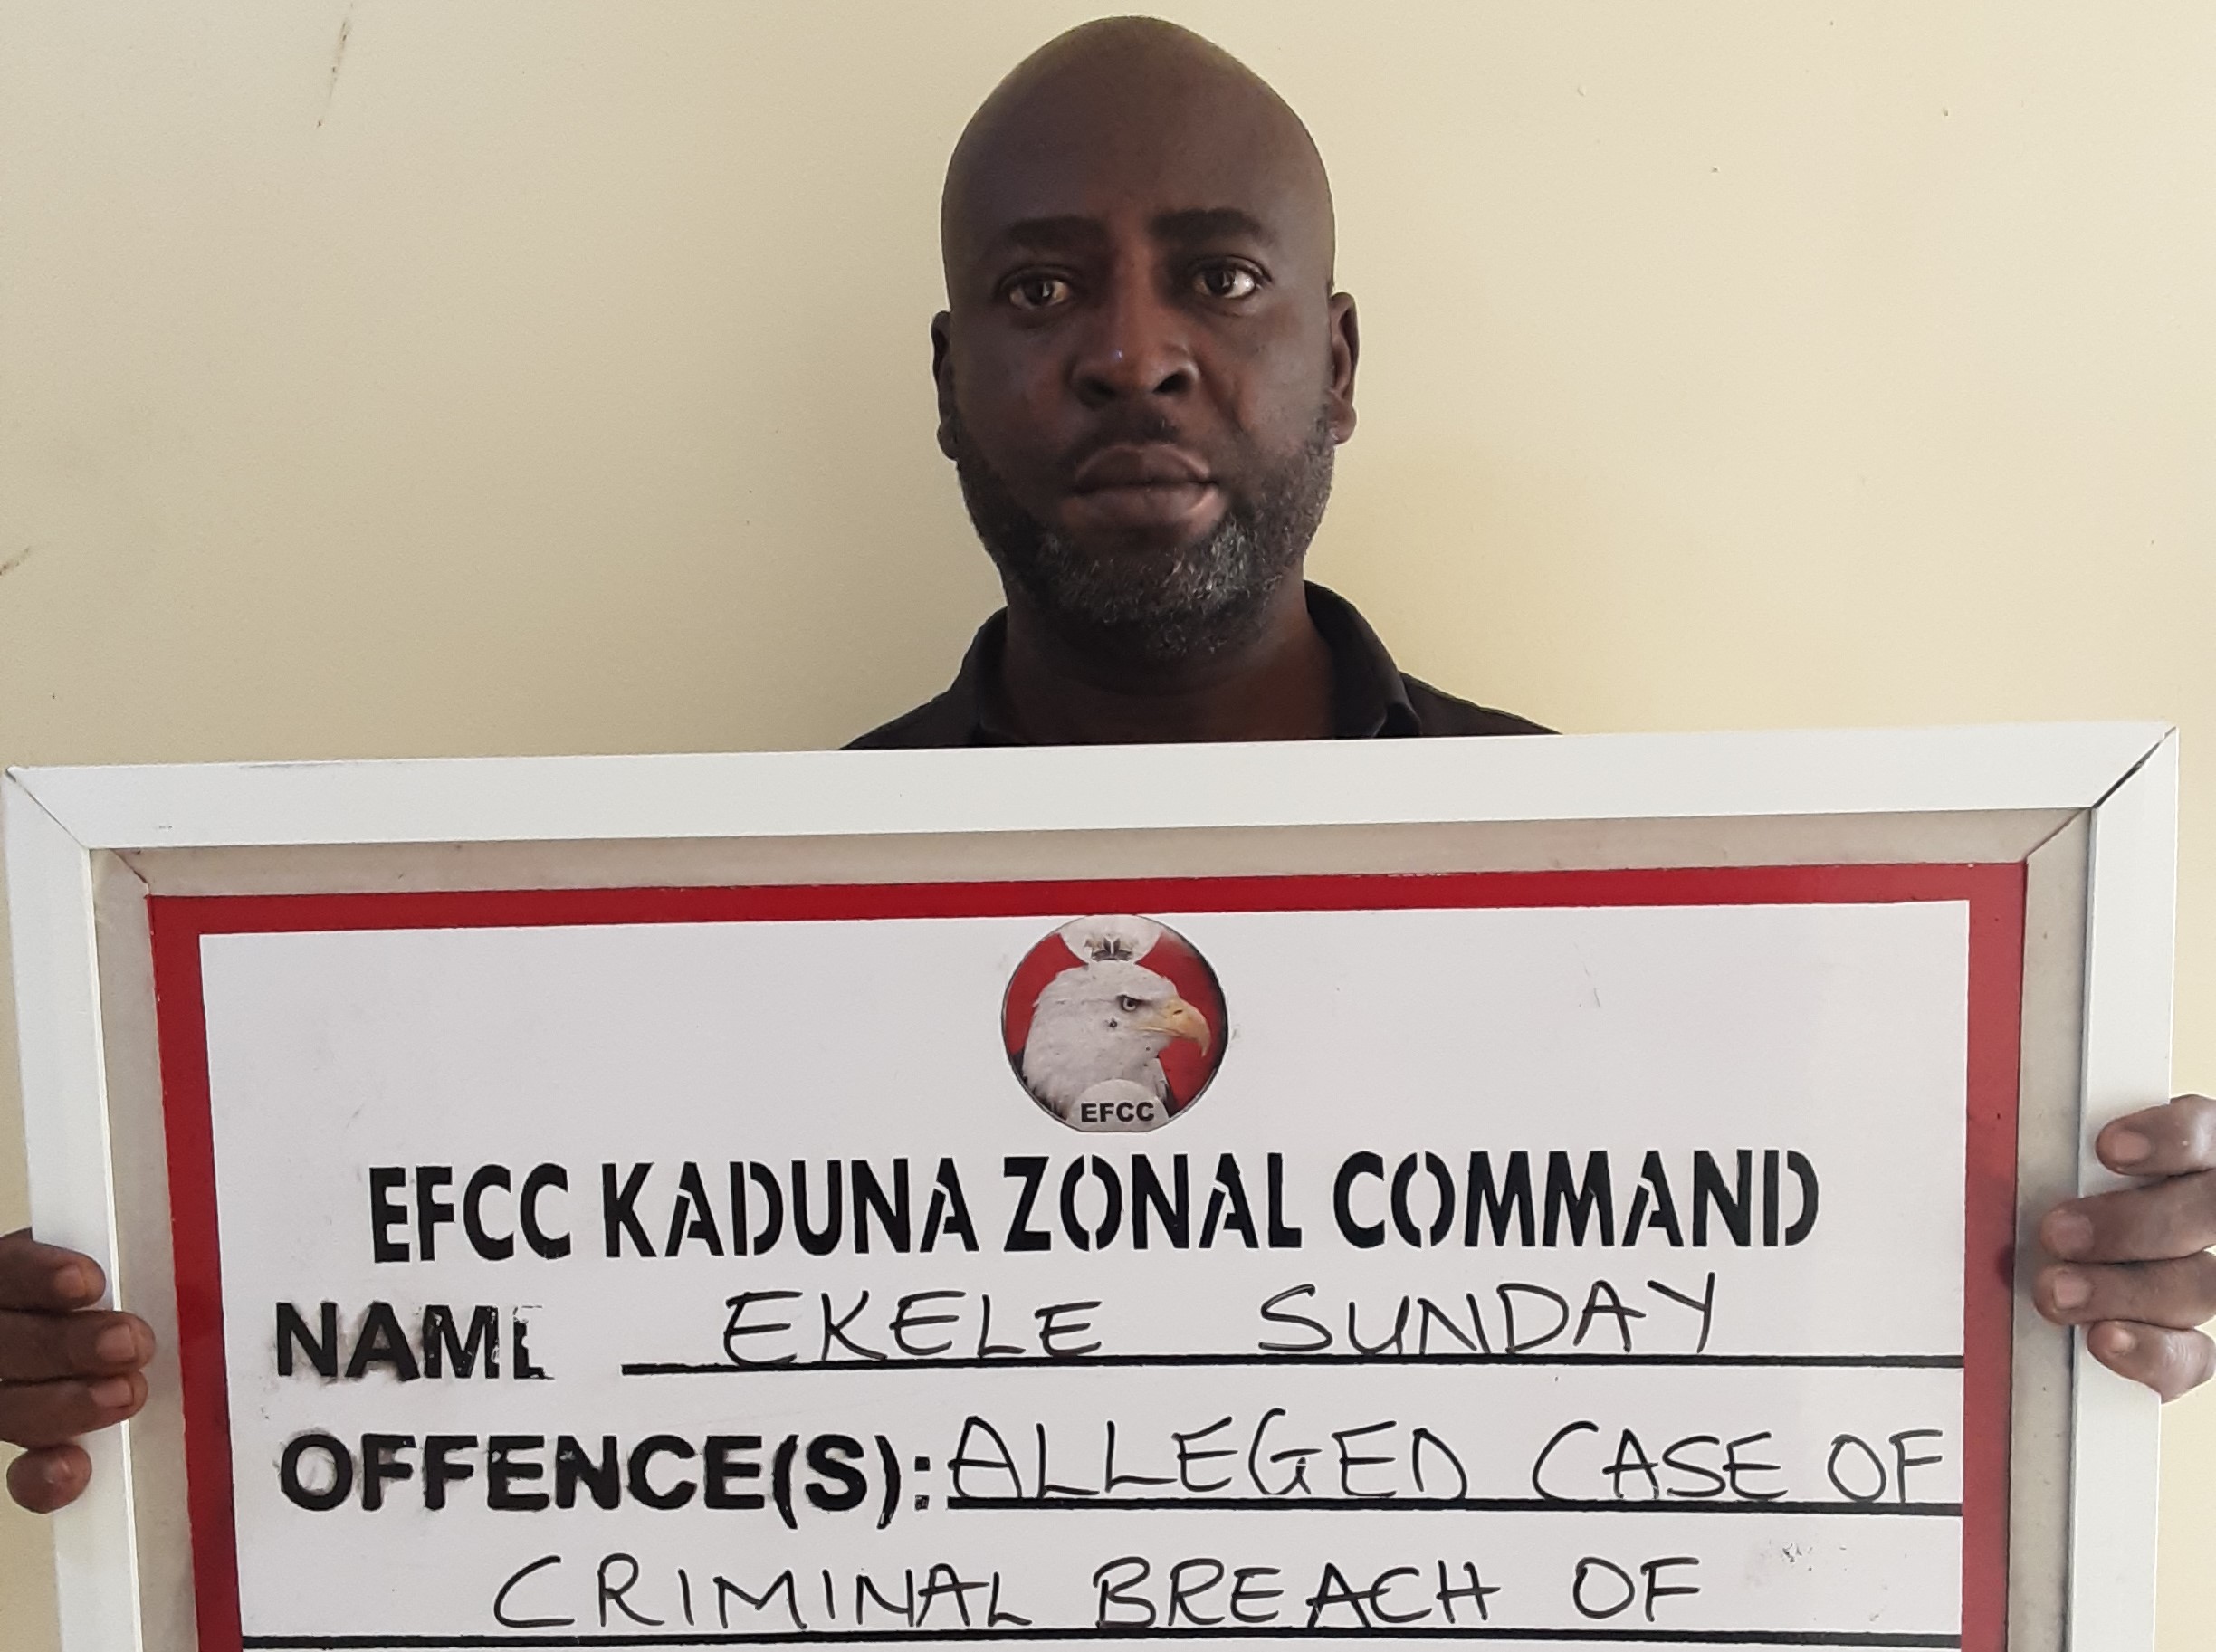 EFCC
EFCC KADUNA ZONAL COMMAND
NAME EKELE SUNDAY
OFFENCE(S): ALLEGED CASE OF
CRIMINAL BREACH OF